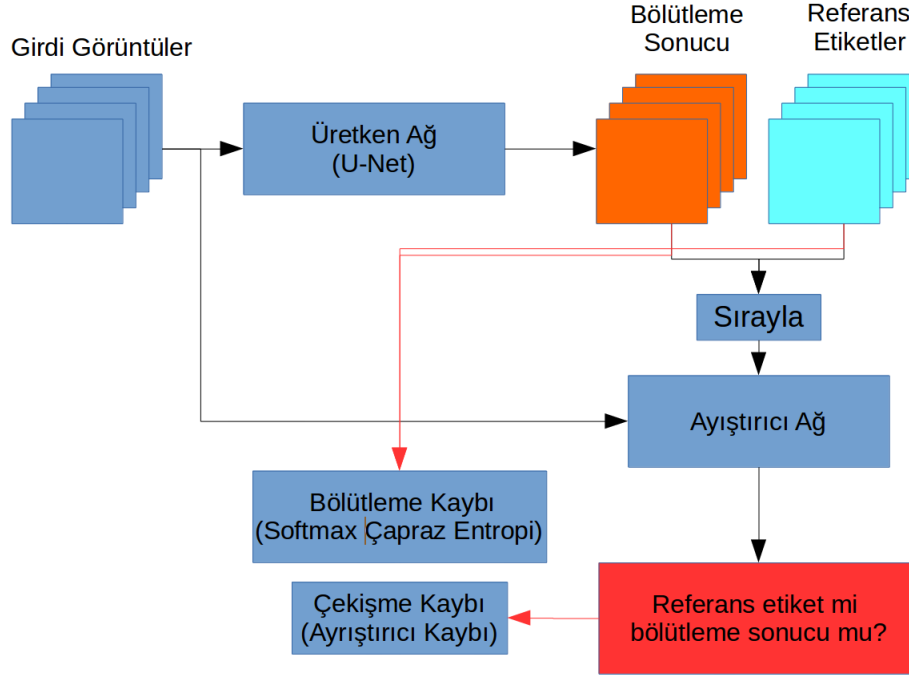 Girdi Görüntüler
Bölütleme
Sonucu
Referans
Etiketler
Üretken Ağ
(U-Net)
Sırayla
Ayıştırıcı Ağ
Bölütleme Kaybı
(Softmax Çapraz Entropi)
Çekişme Kaybı
(Ayrıştırıcı Kaybı)
Referans etiket mi
bölütleme sonucu mu?